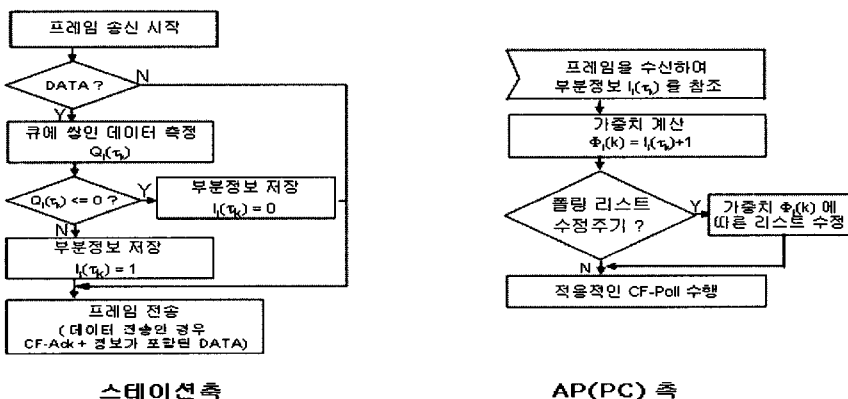 프레임 송신 시작
DATA ?
N
Y
큐에 쌓인 데이터 측정
Qᵢ(τₖ)
Qᵢ(τₖ) <= 0 ?
Y
부분정보 저장
Iᵢ(τₖ) = 0
N
부분정보 저장
Iᵢ(τₖ) = 1
프레임 전송
( 데이터 전송인 경우
CF-Ack + 정보가 포함된 DATA)
스테이션측
프레임을 수신하여
부분정보 Iᵢ(τₖ) 를 참조
가중치 계산
Φᵢ(k) = Iᵢ(τₖ)+1
폴링 리스트
수정주기 ?
Y
가중치 Φᵢ(k) 에
따른 리스트 수정
N
적응적인 CF-Poll 수행
AP(PC) 측